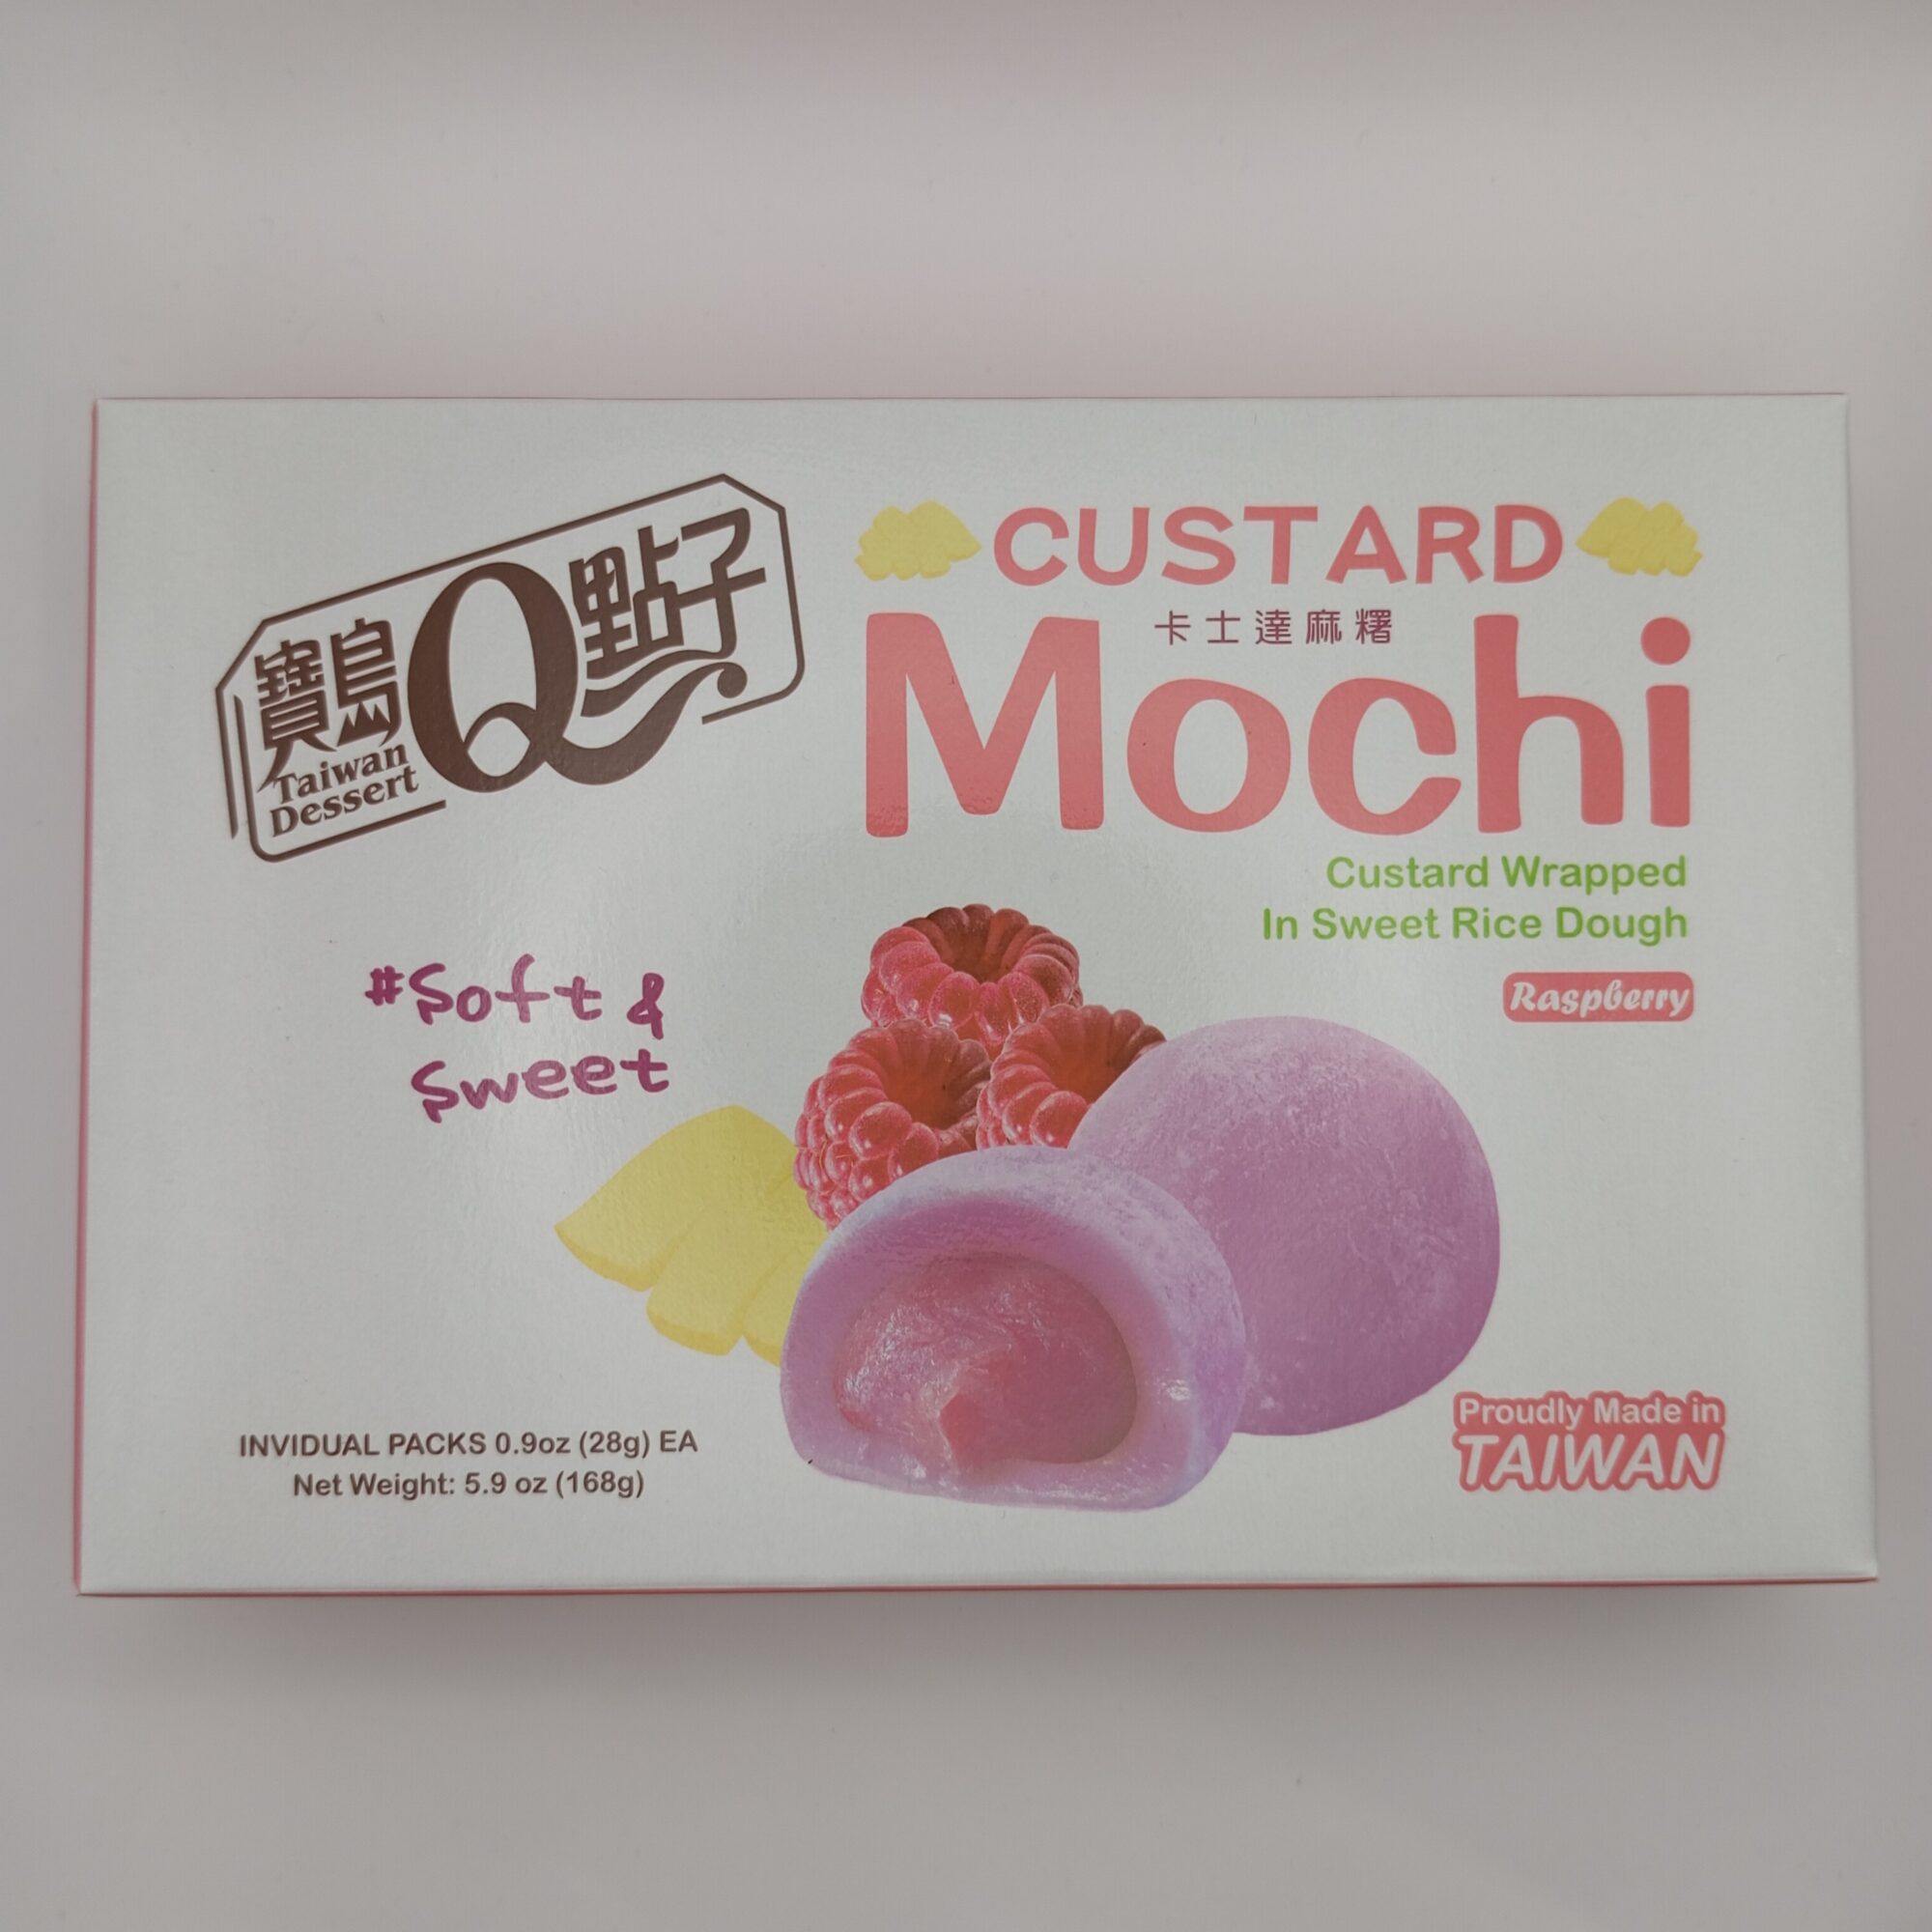 寶島Q點子
Taiwan
Dessert
CUSTARD
卡士達麻糬
Mochi
Custard Wrapped
In Sweet Rice Dough
Raspberry
#Soft &
Sweet
INVIDUAL PACKS 0.9oz (28g) EA
Net Weight: 5.9 oz (168g)
Proudly Made in
TAIWAN